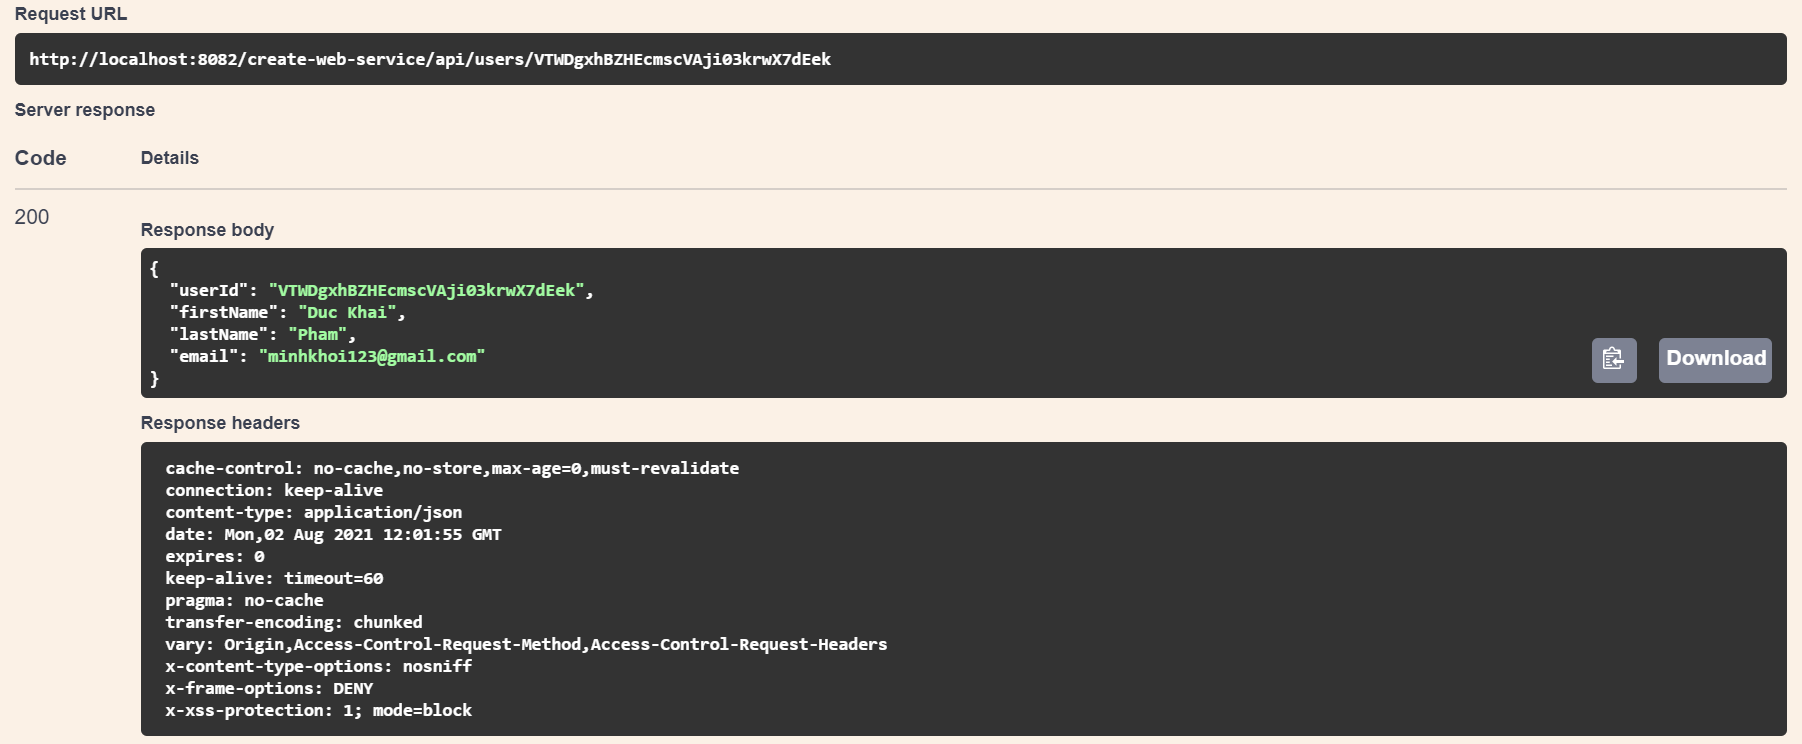 Request URL
http://localhost:8082/create-web-service/api/users/VTWDgxhBZHEcmscVAji03krwX7dEek
Server response
Code Details
200
Response body
{
"userId": "VTWDgxhBZHEcmscVAji03krwX7dEek",
"firstName": "Duc Khai",
"lastName": "Pham",
"email": "minhkhoi123@gmail.com"
}
Download
Response headers
cache-control: no-cache,no-store,max-age=0,must-revalidate
connection: keep-alive
content-type: application/json
date: Mon,02 Aug 2021 12:01:55 GMT
expires: 0
keep-alive: timeout=60
pragma: no-cache
transfer-encoding: chunked
vary: Origin,Access-Control-Request-Method,Access-Control-Request-Headers
x-content-type-options: nosniff
x-frame-options: DENY
x-xss-protection: 1; mode=block